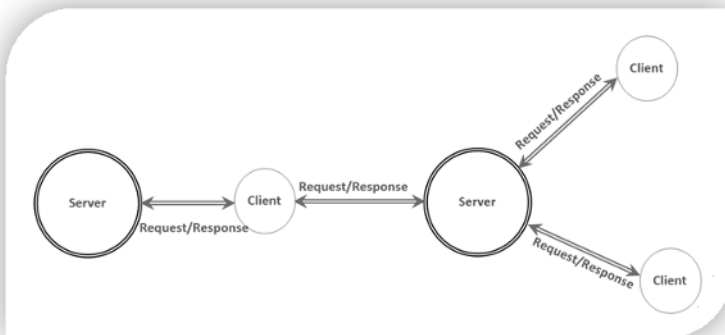 Client
Request/Response
Server
Client
Request/Response
Server
Request/Response
Request/Response
Client